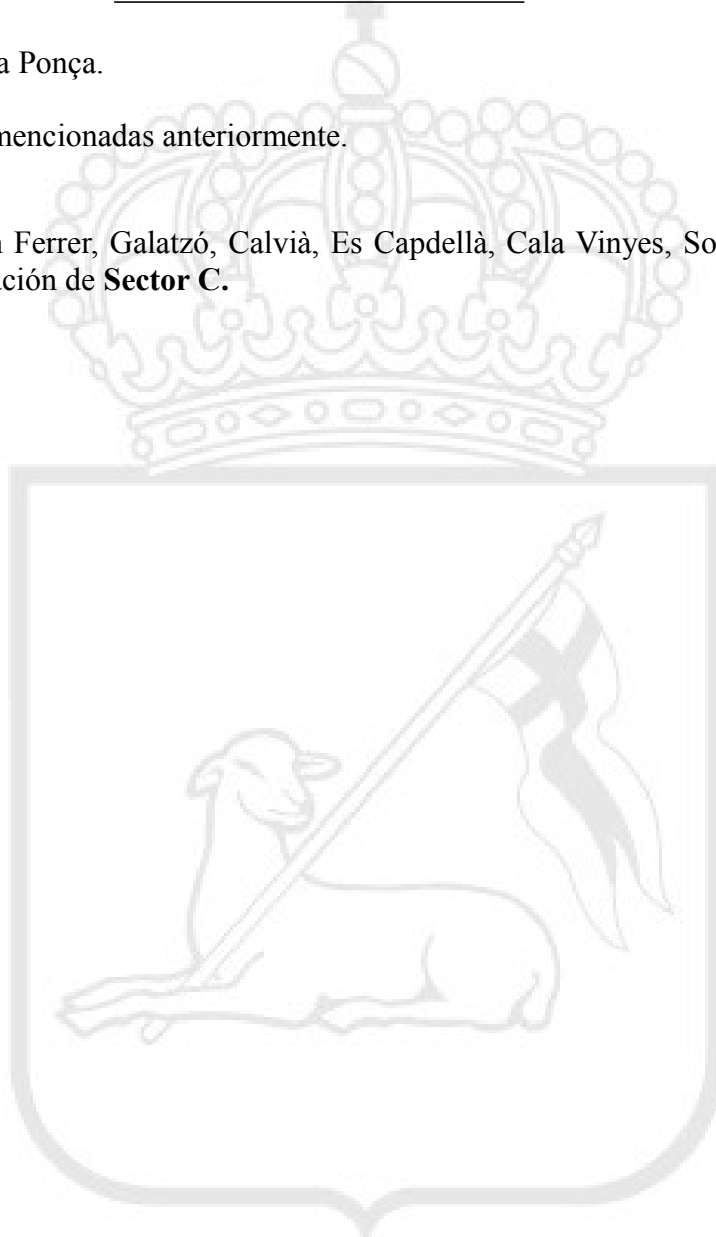 a Ponça.
mencionadas anteriormente.
Ferrer, Galatzó, Calvià, Es Capdellà, Cala Vinyes, So
ación de Sector C.